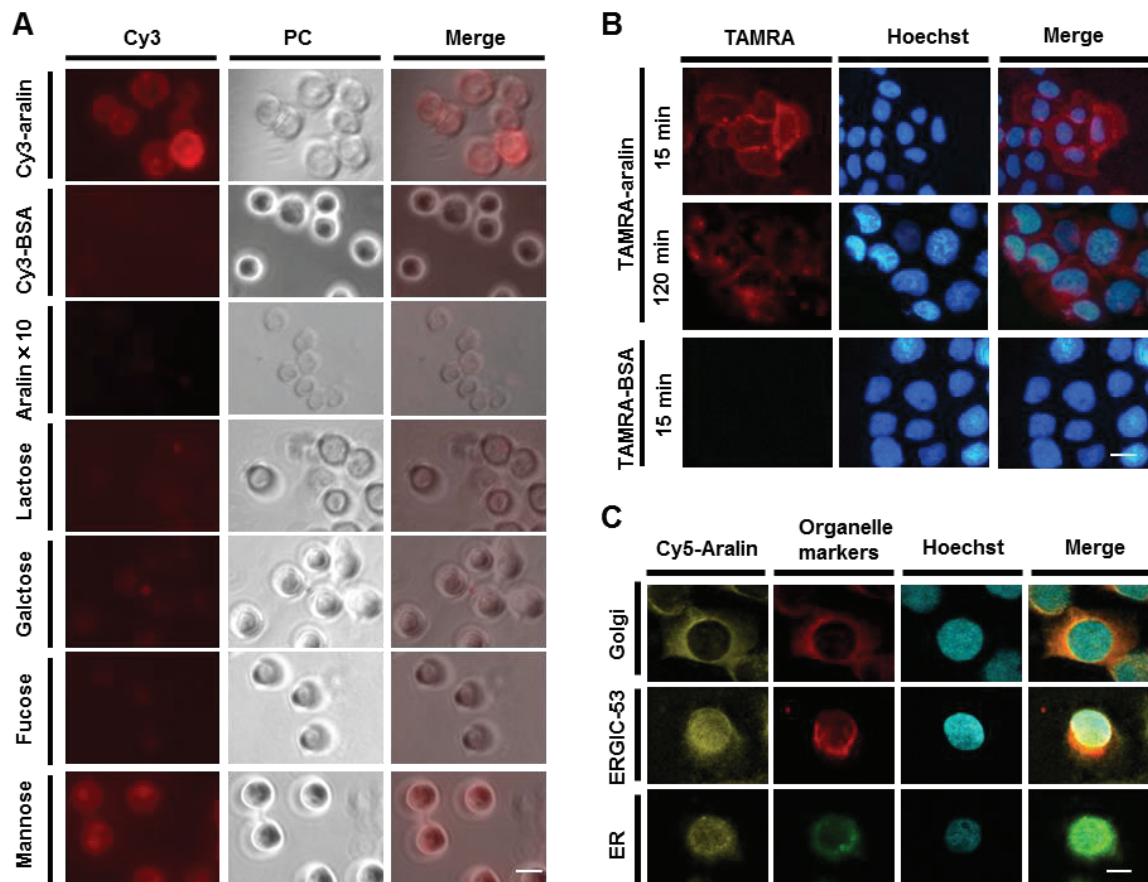 A
Cy3 PC Merge
Cy3-aralin
Cy3-BSA
Aralin × 10
Lactose
Galctose
Fucose
Mannose
B
TAMRA Hoechst Merge
TAMRA-aralin
15 min
120 min
TAMRA-BSA
15 min
C
Cy5-Aralin Organelle markers Hoechst Merge
Golgi
ERGIC-53
ER